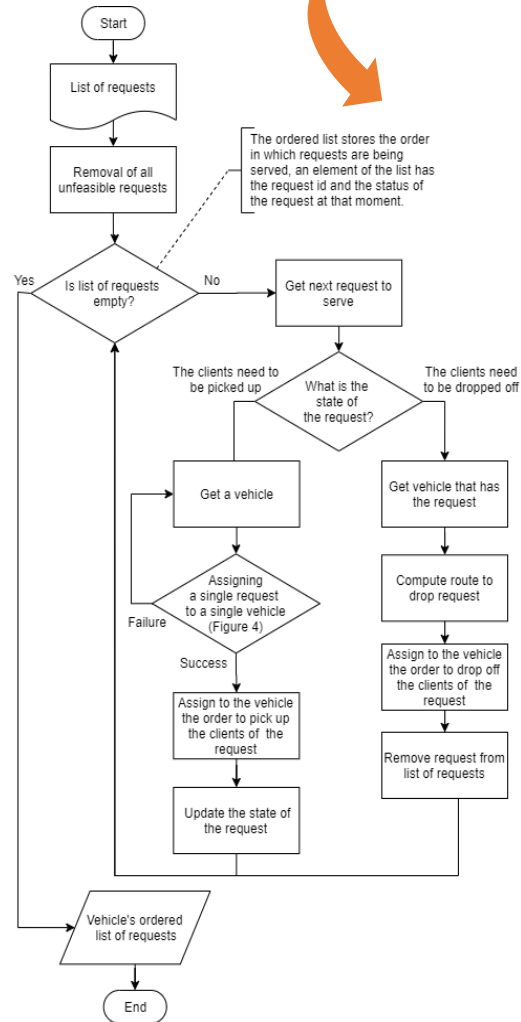 Start
List of requests
Removal of all
unfeasible requests
The ordered list stores the order
in which requests are being
served, an element of the list has
the request id and the status of
the request at that moment.
Is list of requests
empty?
Yes
No
Get next request to
serve
What is the
state of
the request?
The clients need to
be picked up
The clients need
to be dropped off
Get a vehicle
Assigning
a single request
to a single vehicle
(Figure 4)
Failure
Success
Assign to the vehicle
the order to pick up
the clients of the
request
Update the state of
the request
Get vehicle that has
the request
Compute route to
drop request
Assign to the vehicle
the order to drop off
the clients of the
request
Remove request from
list of requests
Vehicle's ordered
list of requests
End